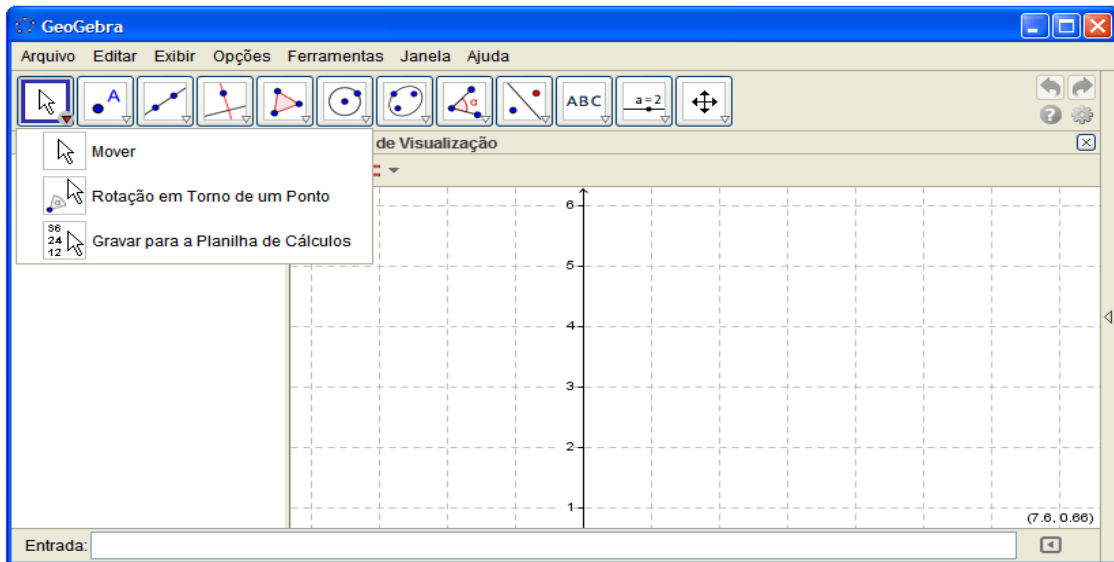 GeoGebra
Arquivo Editar Exibir Opções Ferramentas Janela Ajuda
A α ABC a=2
de Visualização
Mover
α Rotação em Torno de um Ponto
36
24
12
Gravar para a Planilha de Cálculos
6
5
4
3
2
1
(7.6, 0.66)
Entrada: